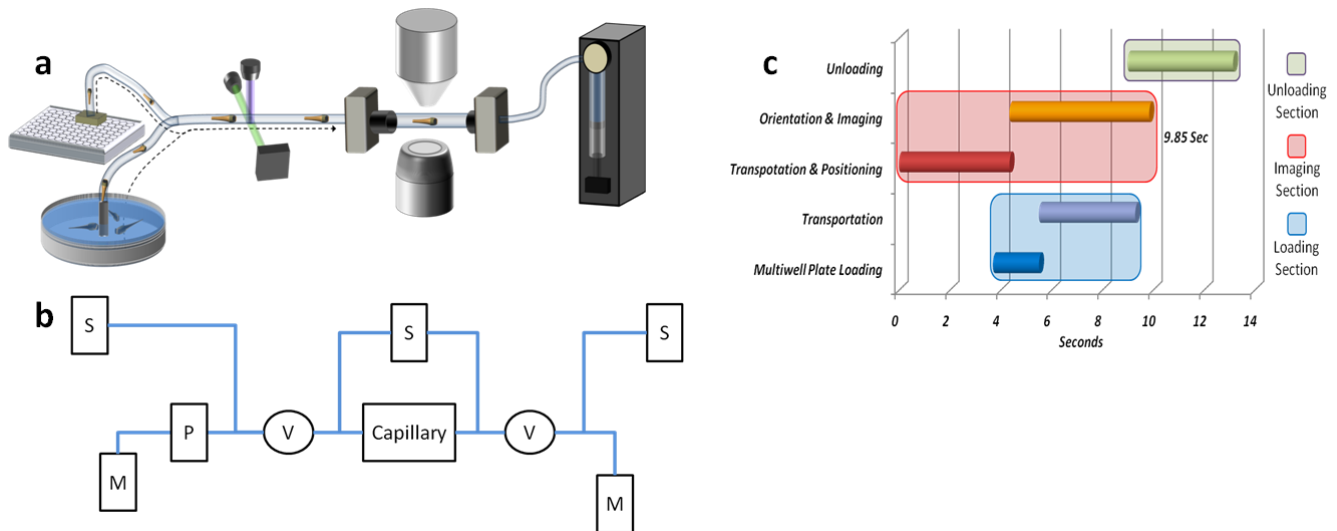 a
b
S
S
S
P
V
Capillary
V
M
M
c
Unloading
Orientation & Imaging
Transpotation & Positioning
Transportation
Multiwell Plate Loading
9.85 Sec
0 2 4 6 8 10 12 14
Seconds
Unloading
Section
Imaging
Section
Loading
Section